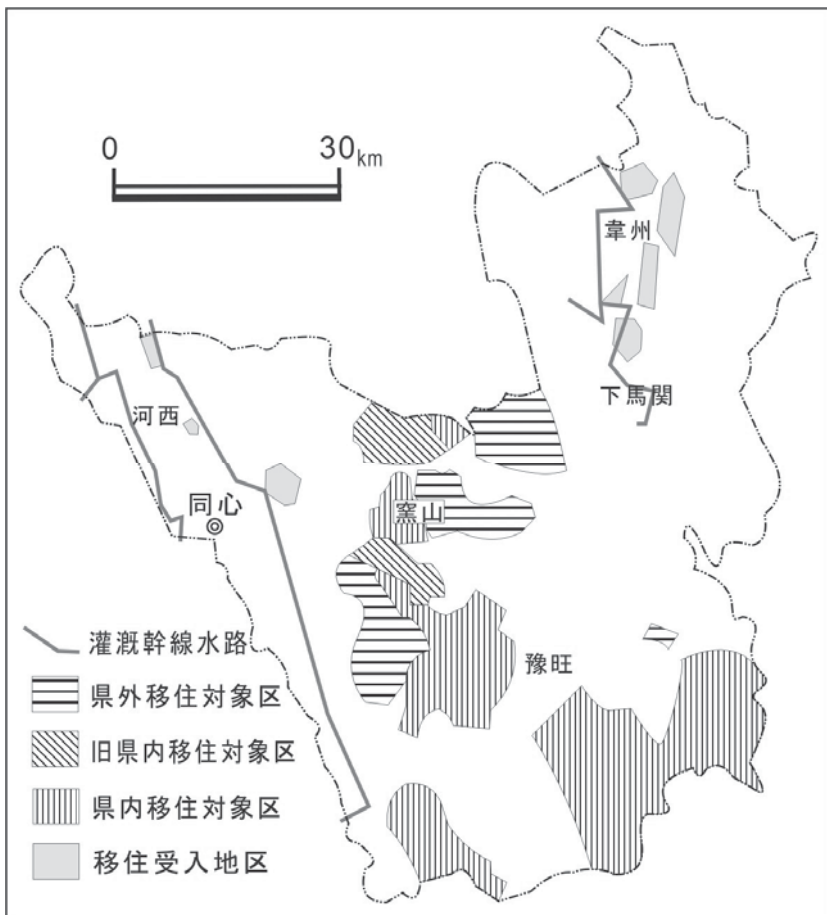 0 30km
韋州
下馬関
河西
同心
窯山
豫旺
灌漑幹線水路
県外移住対象区
旧県内移住対象区
県内移住対象区
移住受入地区